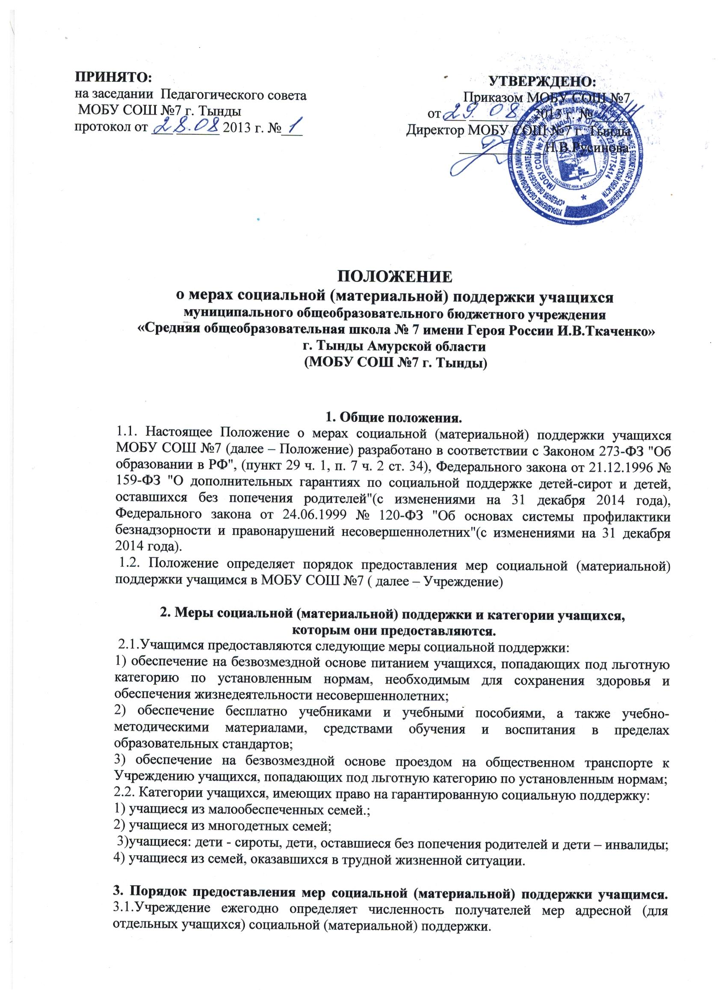 ПРИНЯТО:
на заседании Педагогического совета
МОБУ СОШ №7 г. Тынды
протокол от 28.08 2013 г. № 1
УТВЕРЖДЕНО:
Приказом МОБУ СОШ №7
от 29. 08 2013 г. №
Директор МОБУ СОШ №7 г. Тынды
Н.В.Русинова
ПОЛОЖЕНИЕ
о мерах социальной (материальной) поддержки учащихся
муниципального общеобразовательного бюджетного учреждения
«Средняя общеобразовательная школа № 7 имени Героя России И.В.Ткаченко»
г. Тынды Амурской области
(МОБУ СОШ №7 г. Тынды)
1. Общие положения.
1.1. Настоящее Положение о мерах социальной (материальной) поддержки учащихся
МОБУ СОШ №7 (далее – Положение) разработано в соответствии с Законом 273-ФЗ "Об
образовании в РФ", (пункт 29 ч. 1, п. 7 ч. 2 ст. 34), Федерального закона от 21.12.1996 №
159-ФЗ "О дополнительных гарантиях по социальной поддержке детей-сирот и детей,
оставшихся без попечения родителей"(с изменениями на 31 декабря 2014 года),
Федерального закона от 24.06.1999 № 120-ФЗ "Об основах системы профилактики
безнадзорности и правонарушений несовершеннолетних"(с изменениями на 31 декабря
2014 года).
1.2. Положение определяет порядок предоставления мер социальной (материальной)
поддержки учащимся в МОБУ СОШ №7 ( далее – Учреждение)
2. Меры социальной (материальной) поддержки и категории учащихся,
которым они предоставляются.
2.1.Учащимся предоставляются следующие меры социальной поддержки:
1) обеспечение на безвозмездной основе питанием учащихся, попадающих под льготную
категорию по установленным нормам, необходимым для сохранения здоровья и
обеспечения жизнедеятельности несовершеннолетних;
2) обеспечение бесплатно учебниками и учебными пособиями, а также учебно-
методическими материалами, средствами обучения и воспитания в пределах
образовательных стандартов;
3) обеспечение на безвозмездной основе проездом на общественном транспорте к
Учреждению учащихся, попадающих под льготную категорию по установленным нормам;
2.2. Категории учащихся, имеющих право на гарантированную социальную поддержку:
1) учащиеся из малообеспеченных семей.;
2) учащиеся из многодетных семей;
3)учащиеся: дети - сироты, дети, оставшиеся без попечения родителей и дети – инвалиды;
4) учащиеся из семей, оказавшихся в трудной жизненной ситуации.
3. Порядок предоставления мер социальной (материальной) поддержки учащимся.
3.1.Учреждение ежегодно определяет численность получателей мер адресной (для
отдельных учащихся) социальной (материальной) поддержки.